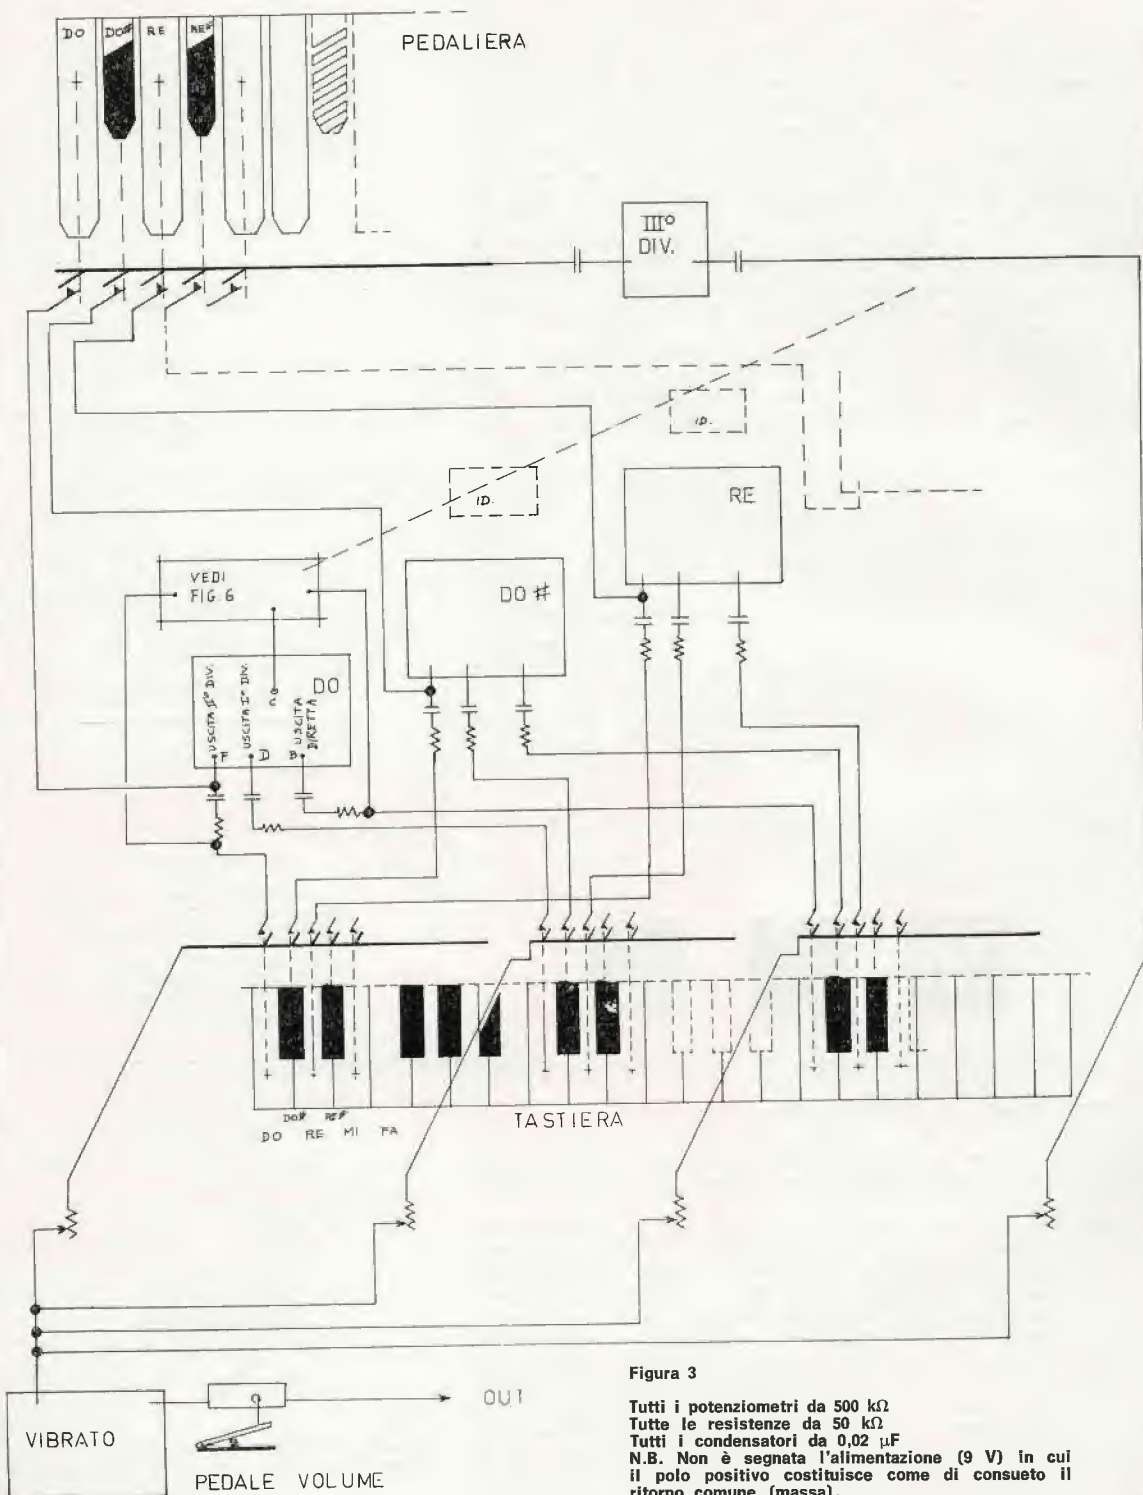 DO DO# RE RE#
PEDALIERA
IIIº
DIV.
ID.
ID.
RE
VEDI
FIG. 6
DO #
DO
USCITA IIº DIV.
USCITA Iº DIV.
C
USCITA
DIRETTA
F D B
DO# RE#
DO RE MI FA
TASTIERA
VIBRATO
OUT
PEDALE VOLUME
Figura 3
Tutti i potenziometri da 500 kΩ
Tutte le resistenze da 50 kΩ
Tutti i condensatori da 0,02 μF
N.B. Non è segnata l'alimentazione (9 V) in cui
il polo positivo costituisce come di consueto il
ritorno comune (massa).